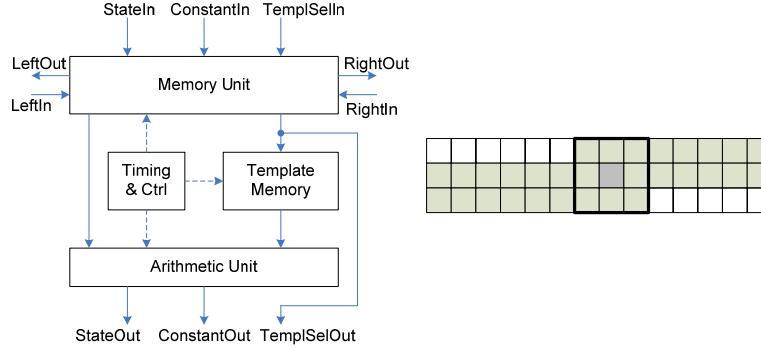 StateIn ConstantIn TemplSelIn
LeftOut
RightOut
Memory Unit
LeftIn
RightIn
Timing
& Ctrl
Template
Memory
Arithmetic Unit
StateOut ConstantOut TemplSelOut